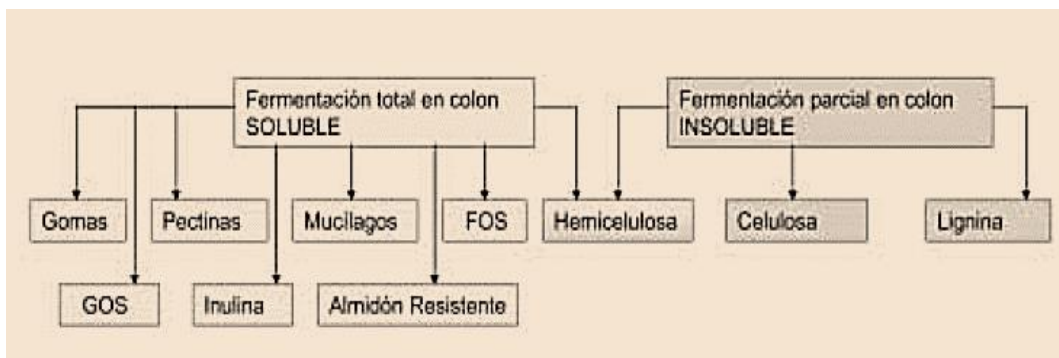 Fermentación total en colon
SOLUBLE
Fermentación parcial en colon
INSOLUBLE
Gomas
Pectinas
Mucílagos
FOS
Hemicelulosa
Celulosa
Lignina
GOS
Inulina
Almidón Resistente